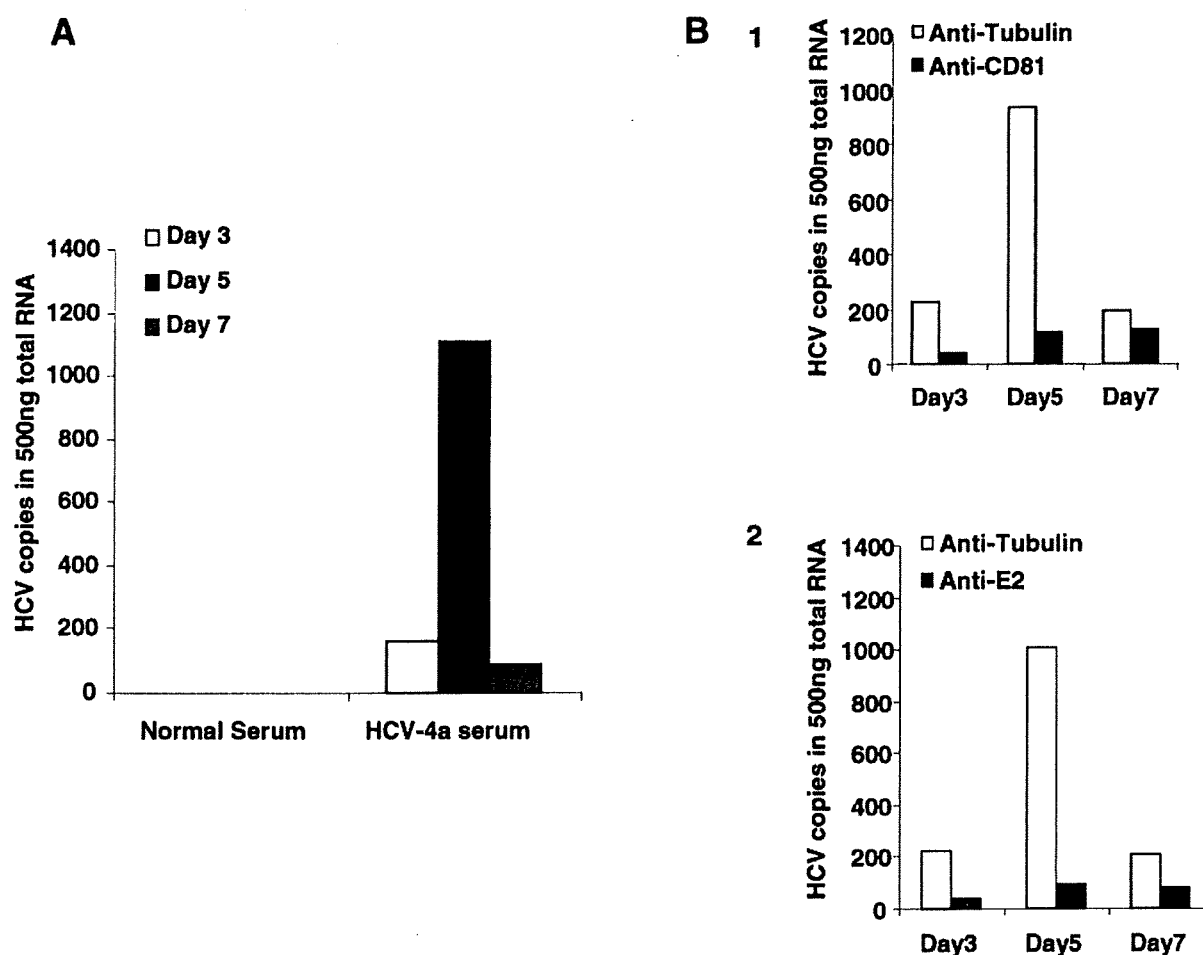 A
HCV copies in 500ng total RNA
1400
1200
1000
800
600
400
200
0
Day 3
Day 5
Day 7
Normal Serum
HCV-4a serum
B
1
HCV copies in 500ng total RNA
1200
1000
800
600
400
200
0
Anti-Tubulin
Anti-CD81
Day3
Day5
Day7
2
HCV copies in 500ng total RNA
1400
1200
1000
800
600
400
200
0
Anti-Tubulin
Anti-E2
Day3
Day5
Day7